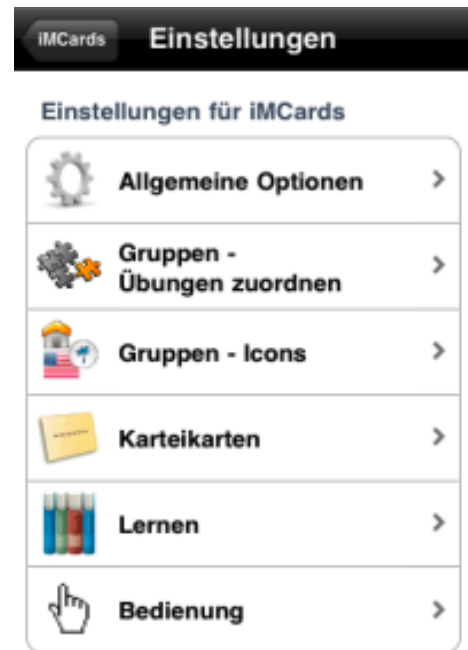 iMCards
Einstellungen
Einstellungen für iMCards
Allgemeine Optionen
Gruppen -
Übungen zuordnen
Gruppen - Icons
Karteikarten
Lernen
Bedienung